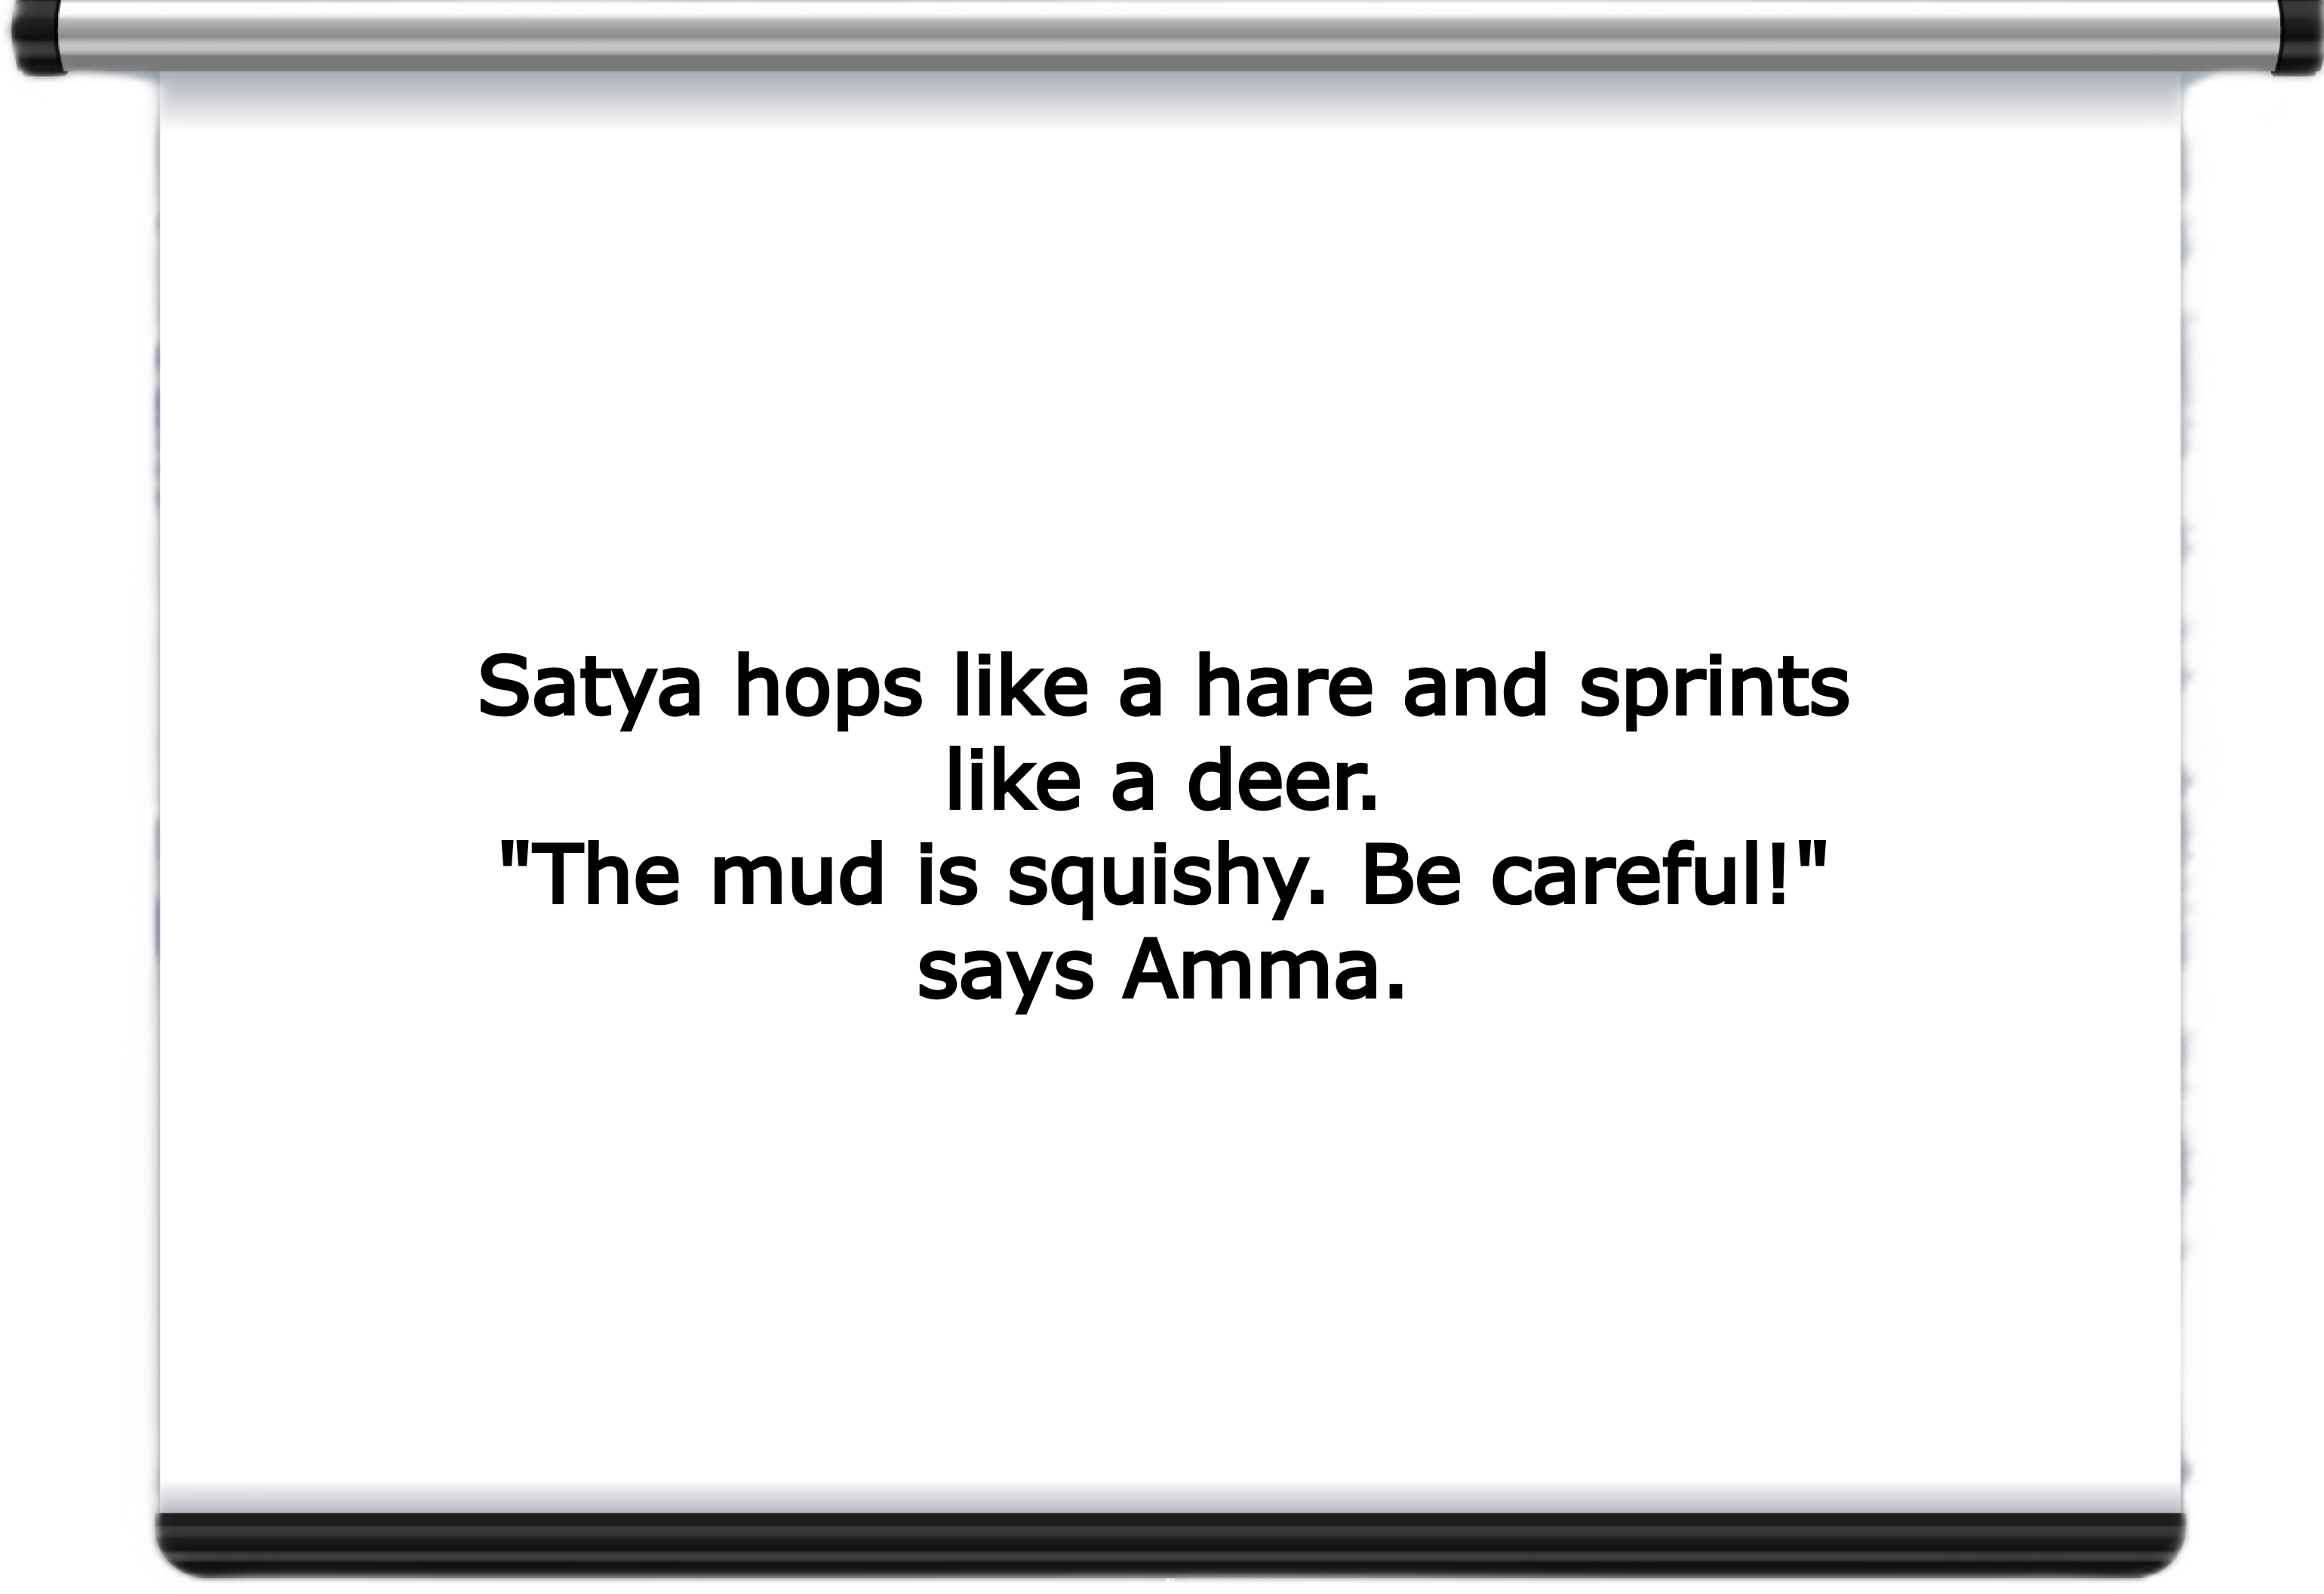 Satya hops like a hare and sprints
like a deer.
"The mud is squishy. Be careful!"
says Amma.